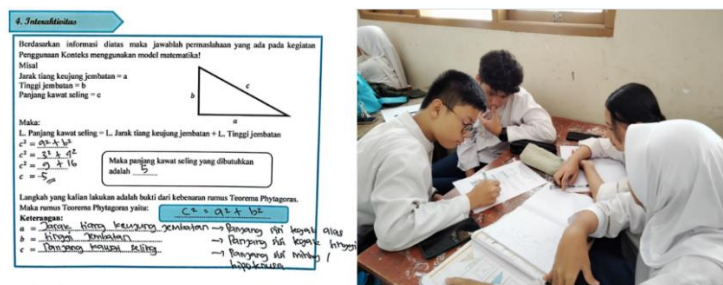 4. Interaktivitas
Berdasarkan informasi diatas maka jawablah permaslahaan yang ada pada kegiatan
Penggunaan Konteks menggunakan model matematika!
Misal
Jarak tiang keujung jembatan = a
Tinggi jembatan = b
Panjang kawat seling = c
b
c
a
Maka:
L. Panjang kawat seling = L. Jarak tiang keujung jembatan + L. Tinggi jembatan
c² = a² + b²
c² = 3² + 4²
c² = 9 + 16
c = 5
Maka panjang kawat seling yang dibutuhkan
adalah 5
Langkah yang kalian lakukan adalah bukti dari kebenaran rumus Teorema Phytagoras.
Maka rumus Teorema Phytagoras yaitu: c² = a² + b²
Keterangan:
a = Jarak tiang keujung jembatan → Panjang sisi tegak alas
b = tinggi jembatan → Panjang sisi tegak tinggi
c = Panjang kawat seling → Panjang sisi miring /
hipotenusa